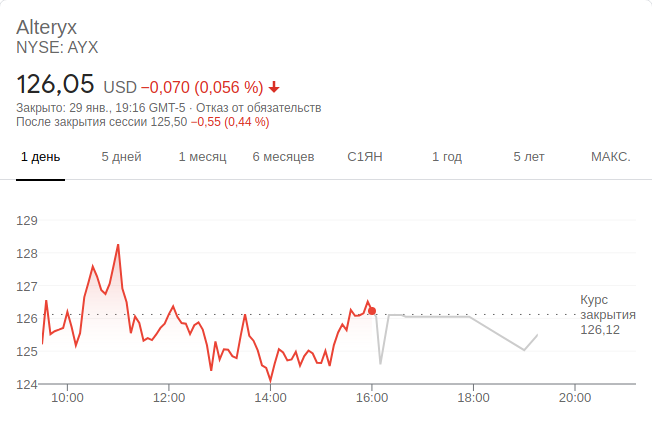 Alteryx
NYSE: AYX
126,05 USD −0,070 (0,056 %)
Закрыто: 29 янв., 19:16 GMT-5 · Отказ от обязательств
После закрытия сессии 125,50 −0,55 (0,44 %)
1 день 5 дней 1 месяц 6 месяцев С1ЯН 1 год 5 лет МАКС.
129
128
127
126
125
124
Курс
закрытия
126,12
10:00 12:00 14:00 16:00 18:00 20:00